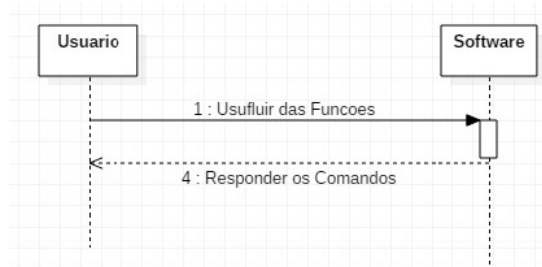 Usuario
Software
1 : Usufluir das Funcoes
4 : Responder os Comandos